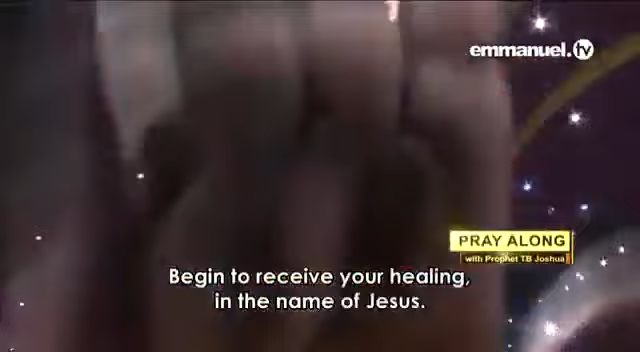 emmanuel.tv
PRAY ALONG
with Prophet TB Joshua
Begin to receive your healing,
in the name of Jesus.